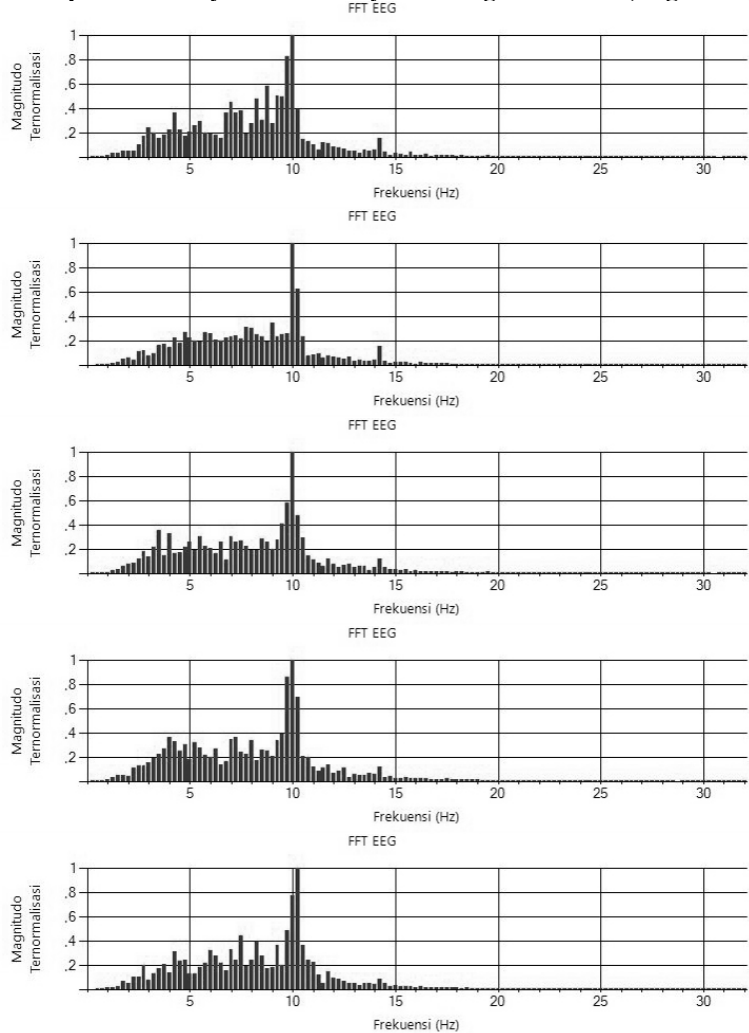 FFT EEG
Magnitudo
Ternormalisasi
1
.8
.6
.4
.2
5 10 15 20 25 30
Frekuensi (Hz)
FFT EEG
Magnitudo
Ternormalisasi
1
.8
.6
.4
.2
5 10 15 20 25 30
Frekuensi (Hz)
FFT EEG
Magnitudo
Ternormalisasi
1
.8
.6
.4
.2
5 10 15 20 25 30
Frekuensi (Hz)
FFT EEG
Magnitudo
Ternormalisasi
1
.8
.6
.4
.2
5 10 15 20 25 30
Frekuensi (Hz)
FFT EEG
Magnitudo
Ternormalisasi
1
.8
.6
.4
.2
5 10 15 20 25 30
Frekuensi (Hz)